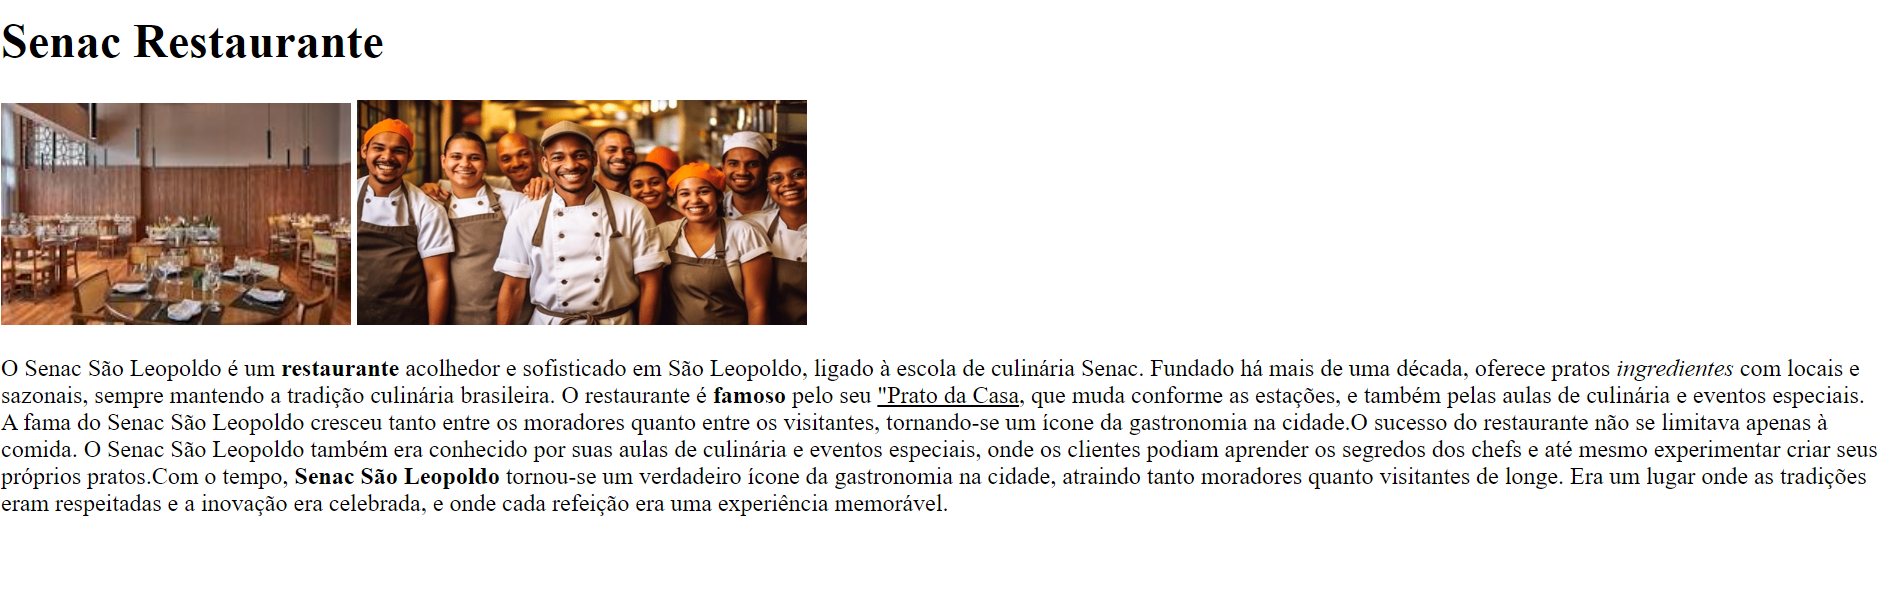 Senac Restaurante
O Senac São Leopoldo é um restaurante acolhedor e sofisticado em São Leopoldo, ligado à escola de culinária Senac. Fundado há mais de uma década, oferece pratos ingredientes com locais e
sazonais, sempre mantendo a tradição culinária brasileira. O restaurante é famoso pelo seu "Prato da Casa, que muda conforme as estações, e também pelas aulas de culinária e eventos especiais.
A fama do Senac São Leopoldo cresceu tanto entre os moradores quanto entre os visitantes, tornando-se um ícone da gastronomia na cidade.O sucesso do restaurante não se limitava apenas à
comida. O Senac São Leopoldo também era conhecido por suas aulas de culinária e eventos especiais, onde os clientes podiam aprender os segredos dos chefs e até mesmo experimentar criar seus
próprios pratos.Com o tempo, Senac São Leopoldo tornou-se um verdadeiro ícone da gastronomia na cidade, atraindo tanto moradores quanto visitantes de longe. Era um lugar onde as tradições
eram respeitadas e a inovação era celebrada, e onde cada refeição era uma experiência memorável.